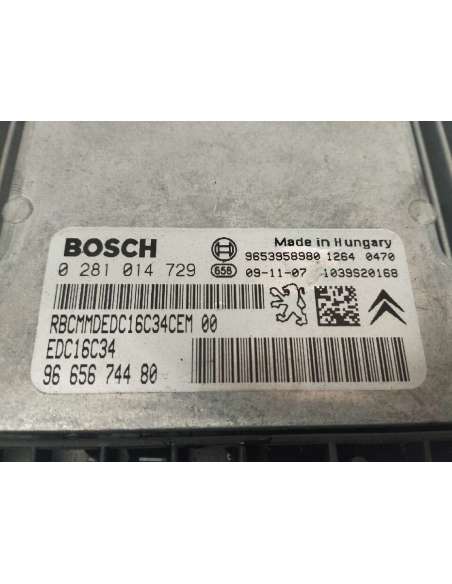 BOSCH
Made in Hungary
9653958980 1264 0470
0 281 014 729
658
09-11-07 1039S20168
RBCMMDEDC16C34CEM 00
EDC16C34
96 656 744 80